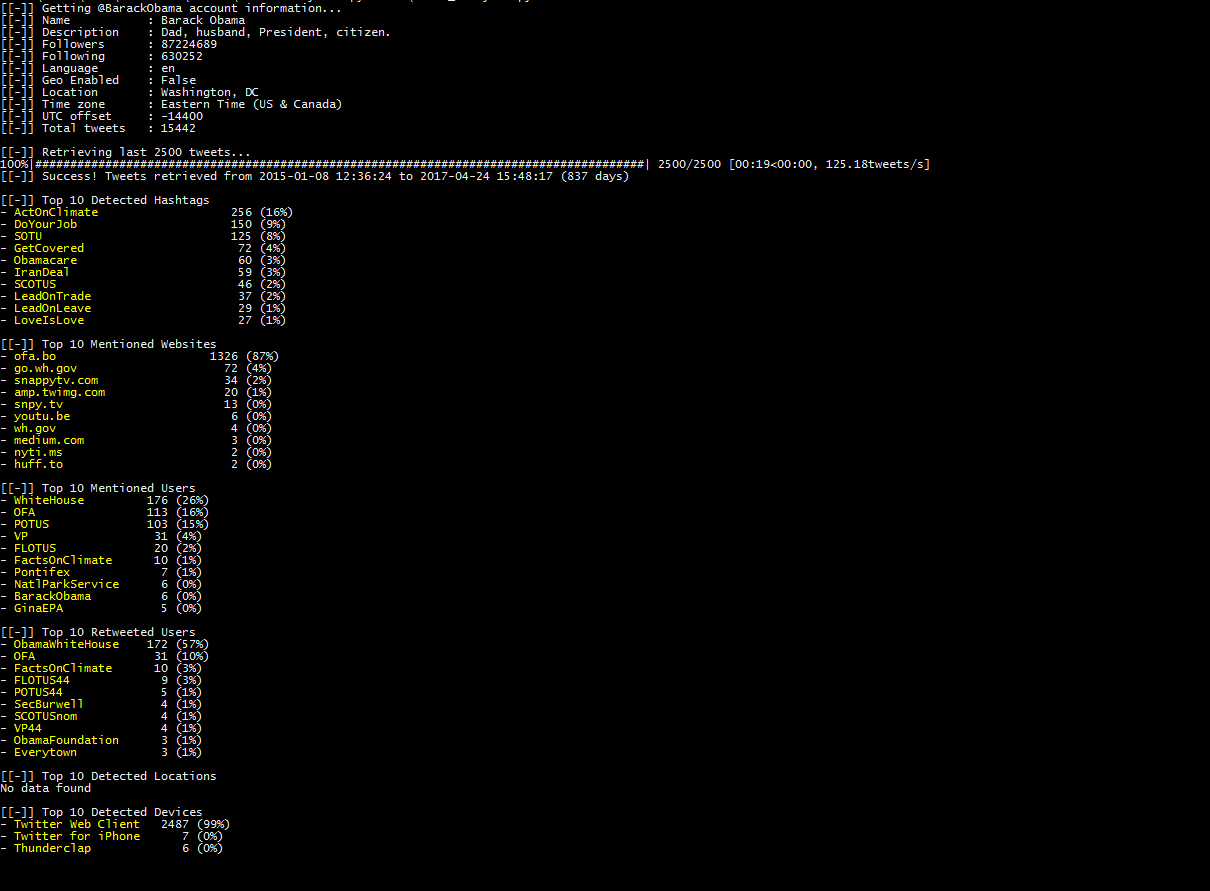 [[-]] Getting @BarackObama account information...
[[-]] Name           : Barack Obama
[[-]] Description    : Dad, husband, President, citizen.
[[-]] Followers      : 87224689
[[-]] Following      : 630252
[[-]] Language       : en
[[-]] Geo Enabled    : False
[[-]] Location       : Washington, DC
[[-]] Time zone      : Eastern Time (US & Canada)
[[-]] UTC offset     : -14400
[[-]] Total tweets   : 15442
[[-]] Retrieving last 2500 tweets...
100%|#######################################################################################| 2500/2500 [00:19<00:00, 125.18tweets/s]
[[-]] Success! Tweets retrieved from 2015-01-08 12:36:24 to 2017-04-24 15:48:17 (837 days)
[[-]] Top 10 Detected Hashtags
- ActOnClimate                   256 (16%)
- DoYourJob                      150 (9%)
- SOTU                           125 (8%)
- GetCovered                      72 (4%)
- Obamacare                       60 (3%)
- IranDeal                        59 (3%)
- SCOTUS                          46 (2%)
- LeadOnTrade                     37 (2%)
- LeadOnLeave                     29 (1%)
- LoveIsLove                      27 (1%)
[[-]] Top 10 Mentioned Websites
- ofa.bo                      1326 (87%)
- go.wh.gov                     72 (4%)
- snappytv.com                  34 (2%)
- amp.twimg.com                 20 (1%)
- snpy.tv                       13 (0%)
- youtu.be                       6 (0%)
- wh.gov                         4 (0%)
- medium.com                     3 (0%)
- nyti.ms                        2 (0%)
- huff.to                        2 (0%)
[[-]] Top 10 Mentioned Users
- WhiteHouse         176 (26%)
- OFA                113 (16%)
- POTUS              103 (15%)
- VP                  31 (4%)
- FLOTUS              20 (2%)
- FactsOnClimate      10 (1%)
- Pontifex             7 (1%)
- NatlParkService      6 (0%)
- BarackObama          6 (0%)
- GinaEPA              5 (0%)
[[-]] Top 10 Retweeted Users
- ObamaWhiteHouse    172 (57%)
- OFA                 31 (10%)
- FactsOnClimate      10 (3%)
- FLOTUS44             9 (3%)
- POTUS44              5 (1%)
- SecBurwell           4 (1%)
- SCOTUSnom            4 (1%)
- VP44                 4 (1%)
- ObamaFoundation      3 (1%)
- Everytown            3 (1%)
[[-]] Top 10 Detected Locations
No data found
[[-]] Top 10 Detected Devices
- Twitter Web Client   2487 (99%)
- Twitter for iPhone      7 (0%)
- Thunderclap             6 (0%)